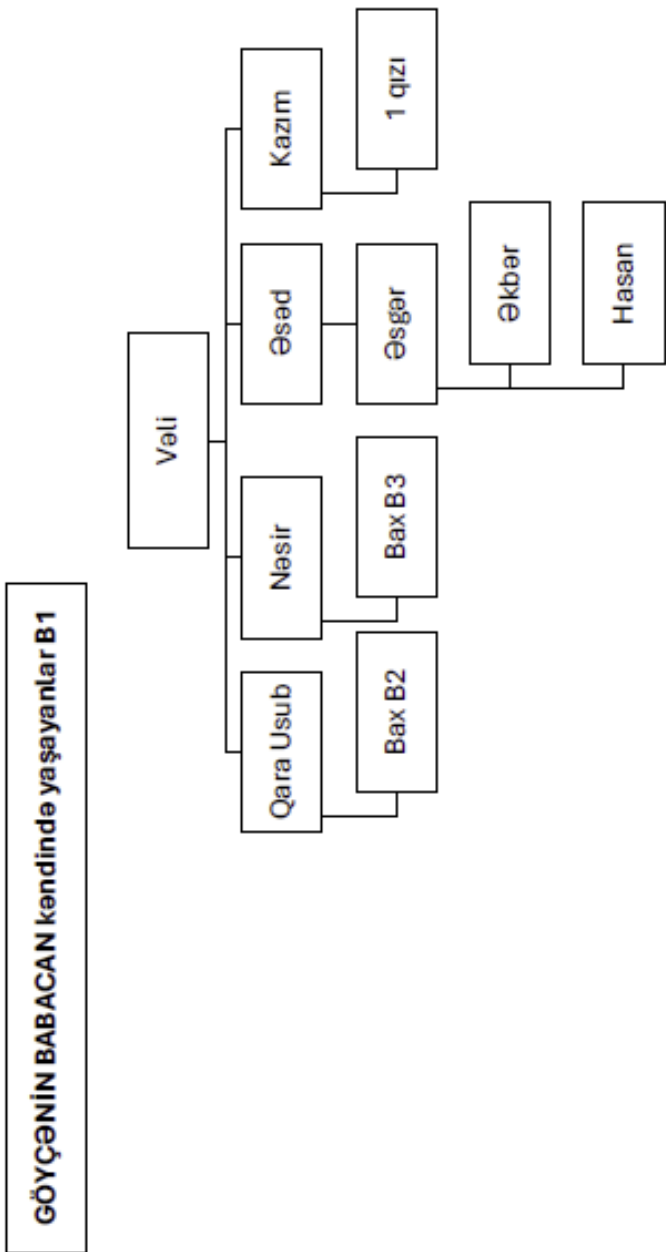 GÖYÇƏNİN BABACAN kəndində yaşayanlar B1
Vəli
Qara Usub
Nəsir
Əsəd
Kazım
Bax B2
Bax B3
Əsgər
1 qızı
Əkbər
Hasan